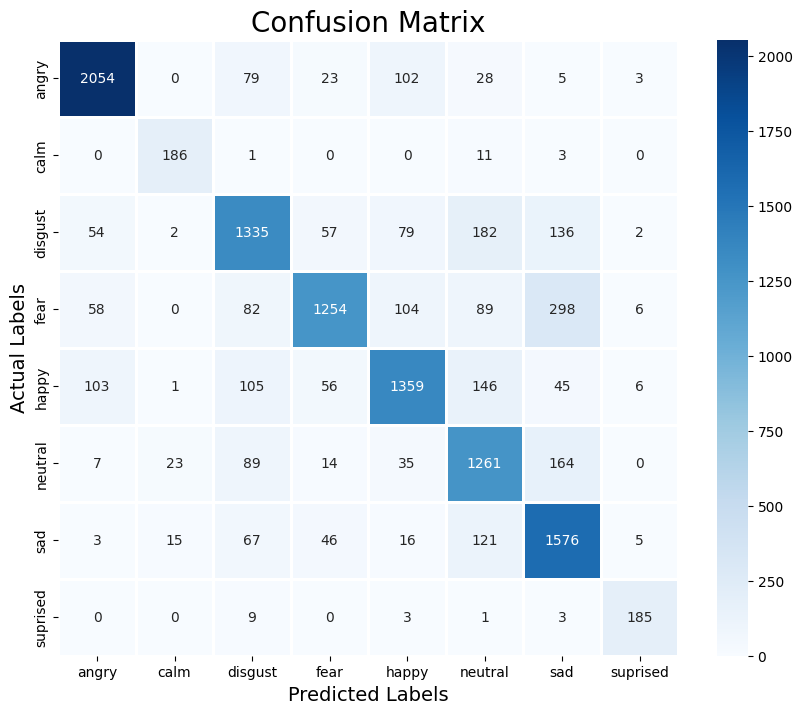 Confusion Matrix
angry 2054 0 79 23 102 28 5 3
calm 0 186 1 0 0 11 3 0
disgust 54 2 1335 57 79 182 136 2
fear 58 0 82 1254 104 89 298 6
happy 103 1 105 56 1359 146 45 6
neutral 7 23 89 14 35 1261 164 0
sad 3 15 67 46 16 121 1576 5
suprised 0 0 9 0 3 1 3 185
angry calm disgust fear happy neutral sad suprised
Predicted Labels
Actual Labels
2000
1750
1500
1250
1000
750
500
250
0